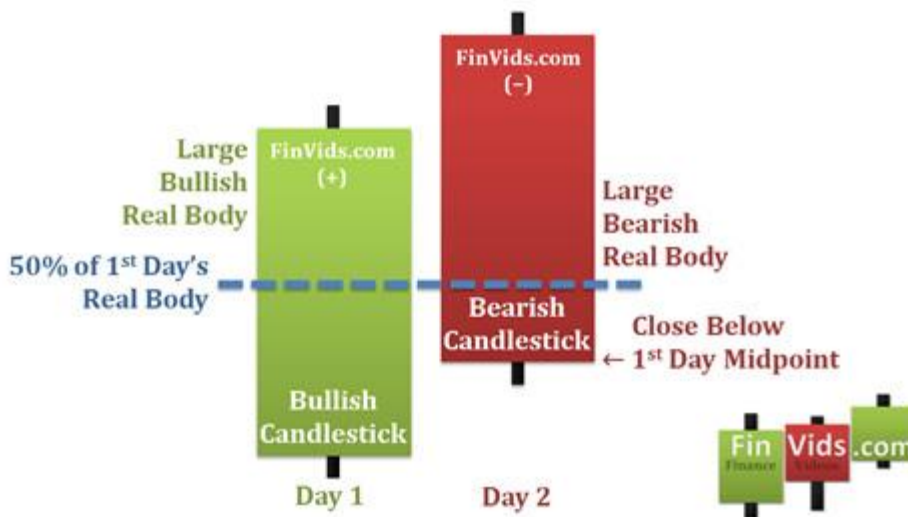 FinVids.com
(−)
FinVids.com
(+)
Large
Bullish
Real Body
Large
Bearish
Real Body
50% of 1st Day's
Real Body
Bearish
Candlestick
Close Below
← 1st Day Midpoint
Bullish
Candlestick
Day 1
Day 2
Fin Vids .com
Finance Videos